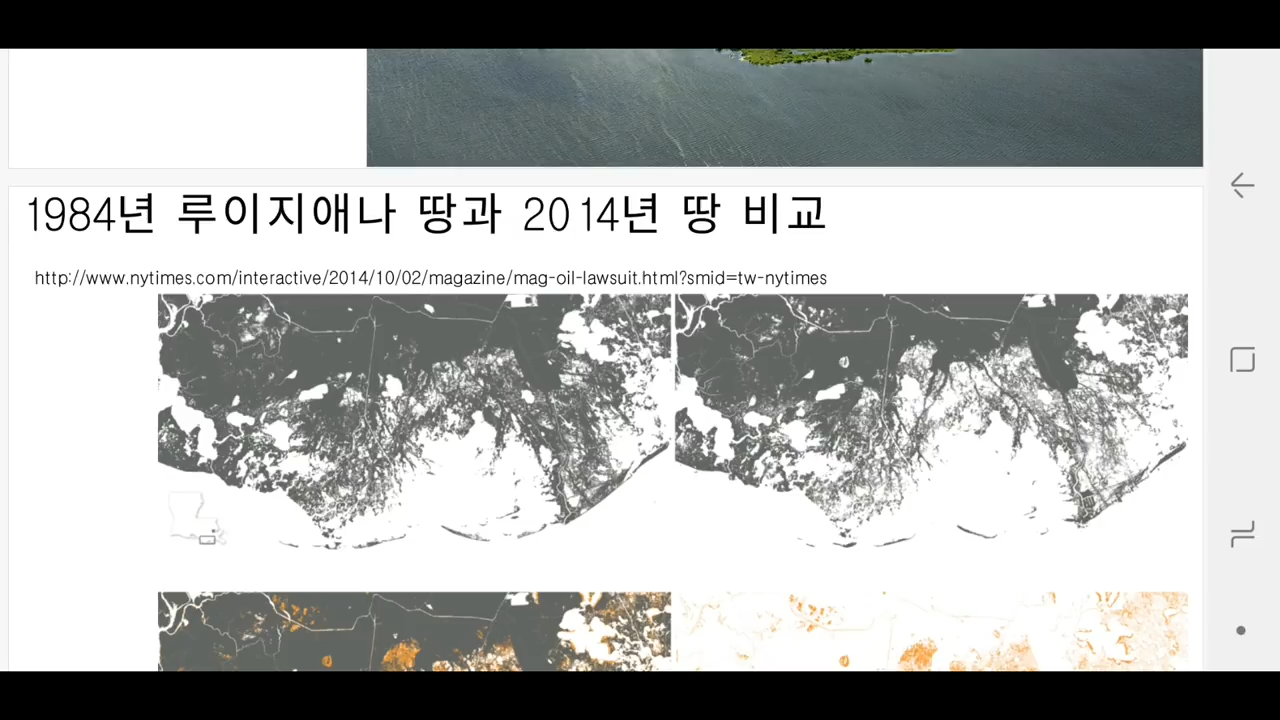 1984년 루이지애나 땅과 2014년 땅 비교
http://www.nytimes.com/interactive/2014/10/02/magazine/mag-oil-lawsuit.html?smid=tw-nytimes